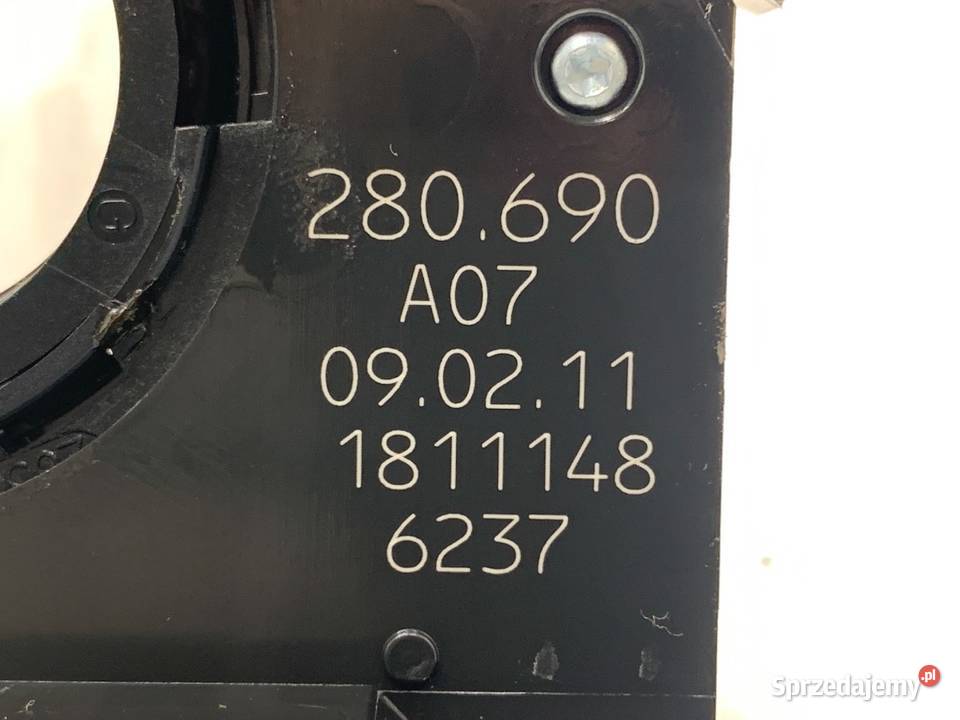 280.690
A07
09.02.11
1811148
6237
G
Sprzedajemy.pl